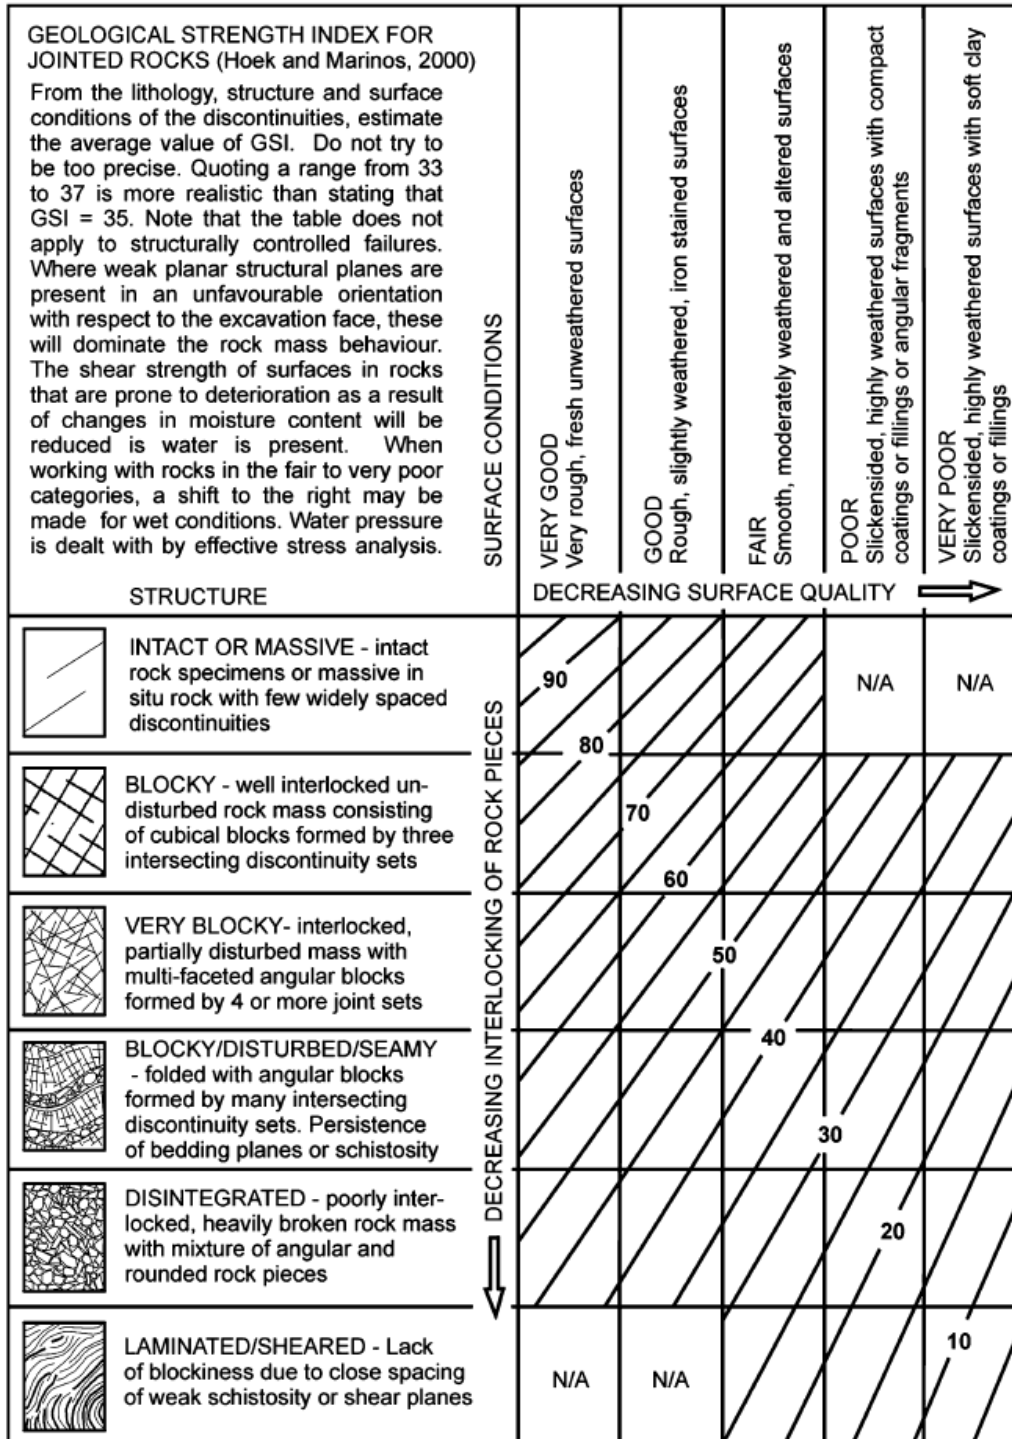 GEOLOGICAL STRENGTH INDEX FOR
JOINTED ROCKS (Hoek and Marinos, 2000)
From the lithology, structure and surface
conditions of the discontinuities, estimate
the average value of GSI. Do not try to
be too precise. Quoting a range from 33
to 37 is more realistic than stating that
GSI = 35. Note that the table does not
apply to structurally controlled failures.
Where weak planar structural planes are
present in an unfavourable orientation
with respect to the excavation face, these
will dominate the rock mass behaviour.
The shear strength of surfaces in rocks
that are prone to deterioration as a result
of changes in moisture content will be
reduced is water is present. When
working with rocks in the fair to very poor
categories, a shift to the right may be
made for wet conditions. Water pressure
is dealt with by effective stress analysis.
STRUCTURE
SURFACE CONDITIONS
VERY GOOD
Very rough, fresh unweathered surfaces
GOOD
Rough, slightly weathered, iron stained surfaces
FAIR
Smooth, moderately weathered and altered surfaces
POOR
Slickensided, highly weathered surfaces with compact
coatings or fillings or angular fragments
VERY POOR
Slickensided, highly weathered surfaces with soft clay
coatings or fillings
DECREASING SURFACE QUALITY
DECREASING INTERLOCKING OF ROCK PIECES
INTACT OR MASSIVE - intact
rock specimens or massive in
situ rock with few widely spaced
discontinuities
90
80
N/A
N/A
BLOCKY - well interlocked un-
disturbed rock mass consisting
of cubical blocks formed by three
intersecting discontinuity sets
70
60
VERY BLOCKY- interlocked,
partially disturbed mass with
multi-faceted angular blocks
formed by 4 or more joint sets
50
40
BLOCKY/DISTURBED/SEAMY
- folded with angular blocks
formed by many intersecting
discontinuity sets. Persistence
of bedding planes or schistosity
30
DISINTEGRATED - poorly inter-
locked, heavily broken rock mass
with mixture of angular and
rounded rock pieces
20
LAMINATED/SHEARED - Lack
of blockiness due to close spacing
of weak schistosity or shear planes
N/A
N/A
10